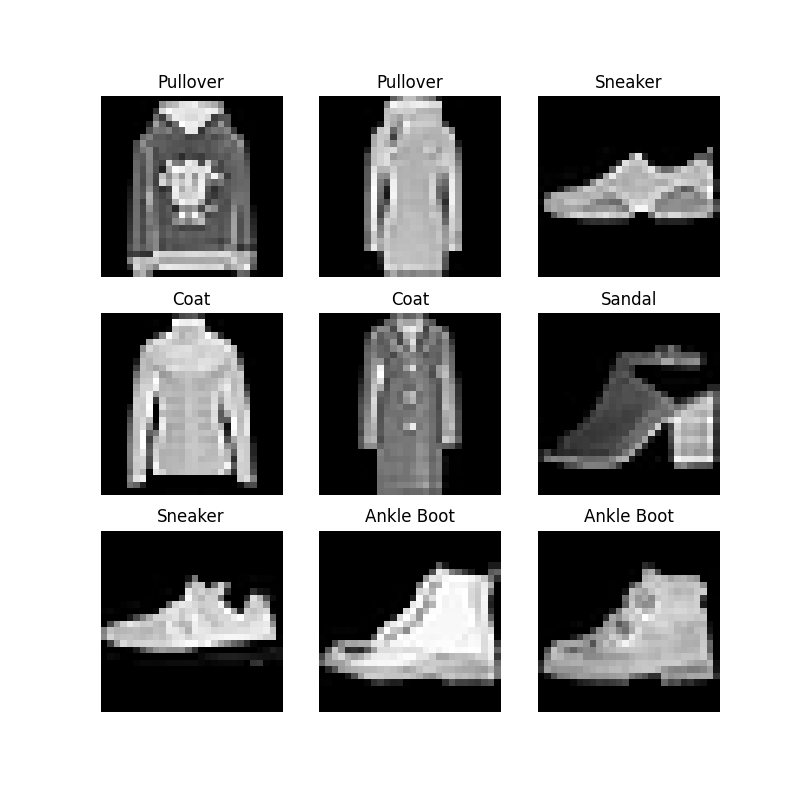 Pullover
Pullover
Sneaker
Coat
Coat
Sandal
Sneaker
Ankle Boot
Ankle Boot